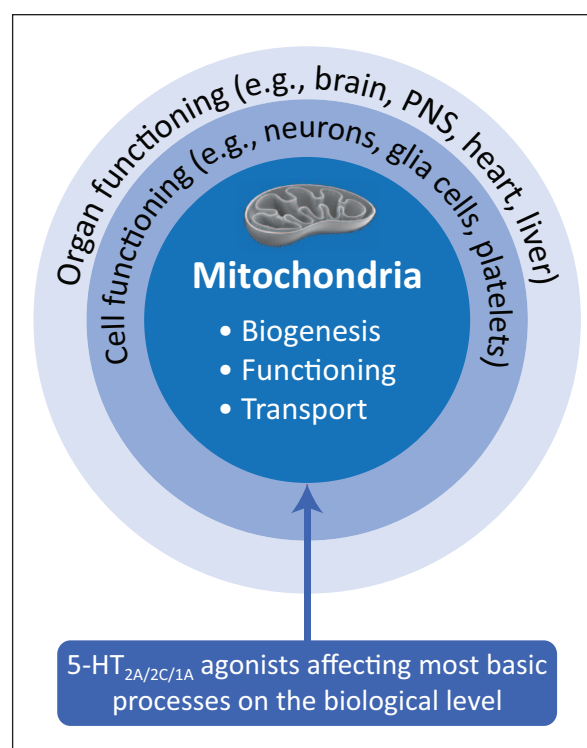 Organ functioning (e.g., brain, PNS, heart, liver)
Cell functioning (e.g., neurons, glia cells, platelets)
Mitochondria
• Biogenesis
• Functioning
• Transport
5-HT2A/2C/1A agonists affecting most basic
processes on the biological level